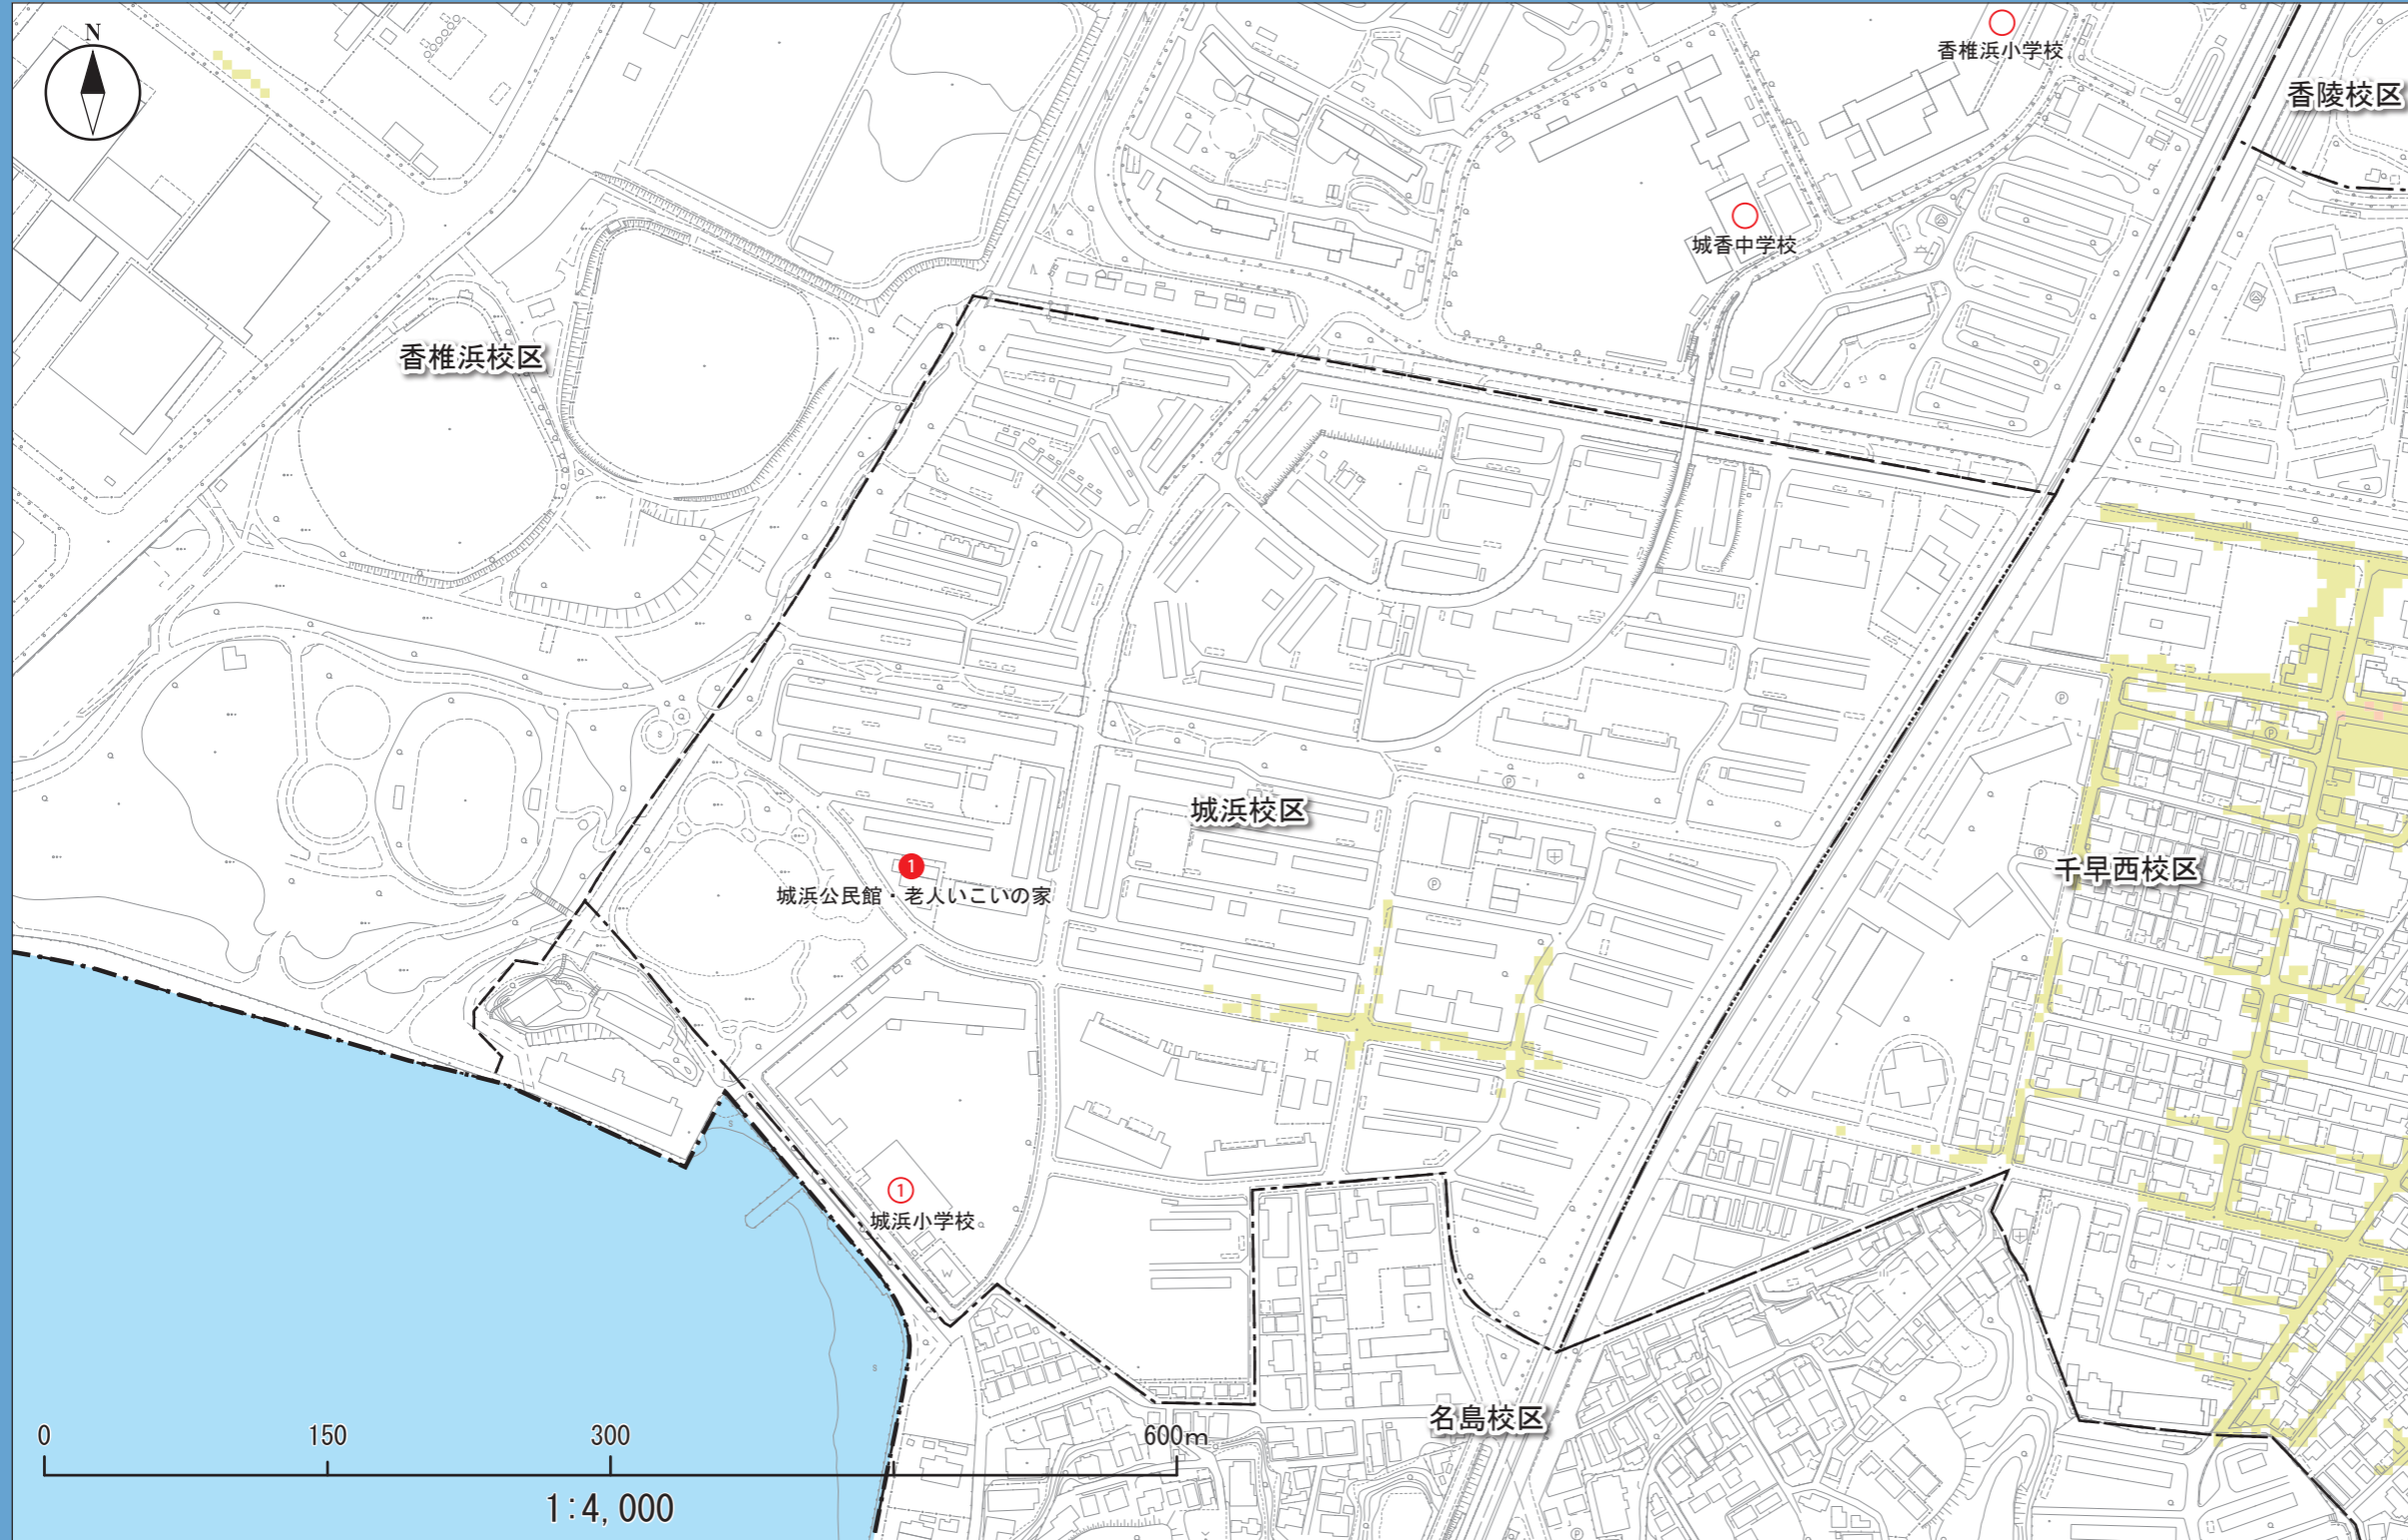 N
香椎浜小学校
香陵校区
城香中学校
香椎浜校区
城浜校区
千早西校区
1
城浜公民館・老人いこいの家
1
城浜小学校
名島校区
0 150 300 600m
1:4,000